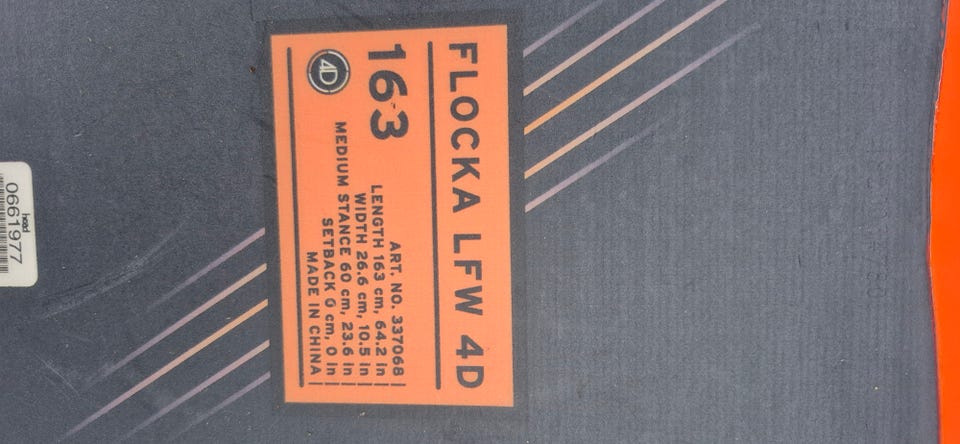 FLOCKA LFW 4D
163
4D
ART. NO. 337068
LENGTH 163 cm, 64.2 in
WIDTH 26.6 cm, 10.5 in
MEDIUM STANCE 60 cm, 23.6 in
SETBACK 0 cm, 0 in
MADE IN CHINA
head
0661977